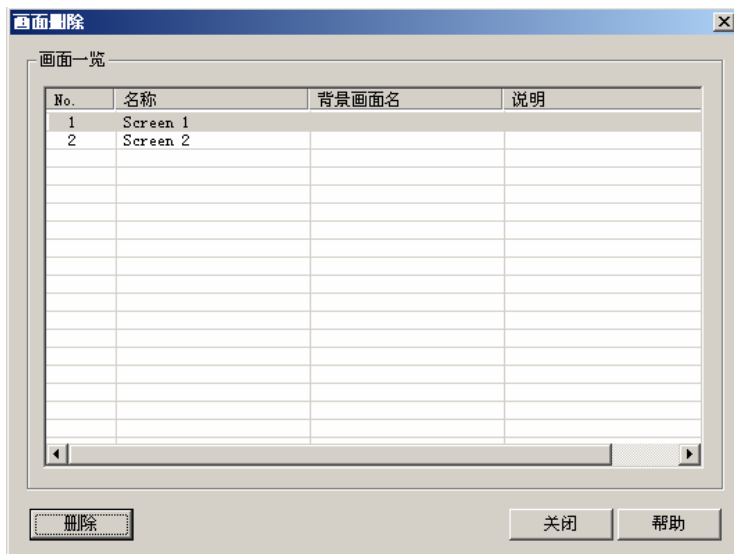 画面删除
画面一览
No. 名称 背景画面名 说明
1 Screen 1
2 Screen 2
删除 关闭 帮助